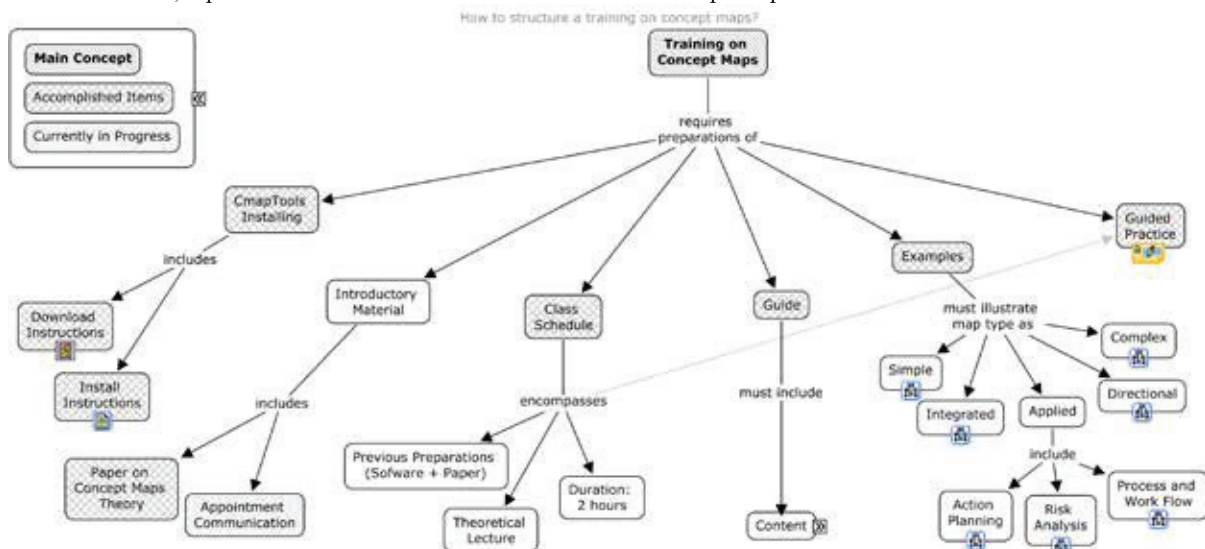 How to structure a training on concept maps?
Main Concept
Accomplished Items
Currently in Progress
Training on
Concept Maps
requires
preparations of
CmapTools
Installing
includes
Download
Instructions
Install
Instructions
Introductory
Material
includes
Paper on
Concept Maps
Theory
Appointment
Communication
Class
Schedule
encompasses
Previous Preparations
(Sofware + Paper)
Theoretical
Lecture
Duration:
2 hours
Guide
must include
Content
Examples
must illustrate
map type as
Simple
Integrated
Applied
Directional
Complex
include
Action
Planning
Risk
Analysis
Process and
Work Flow
Guided
Practice